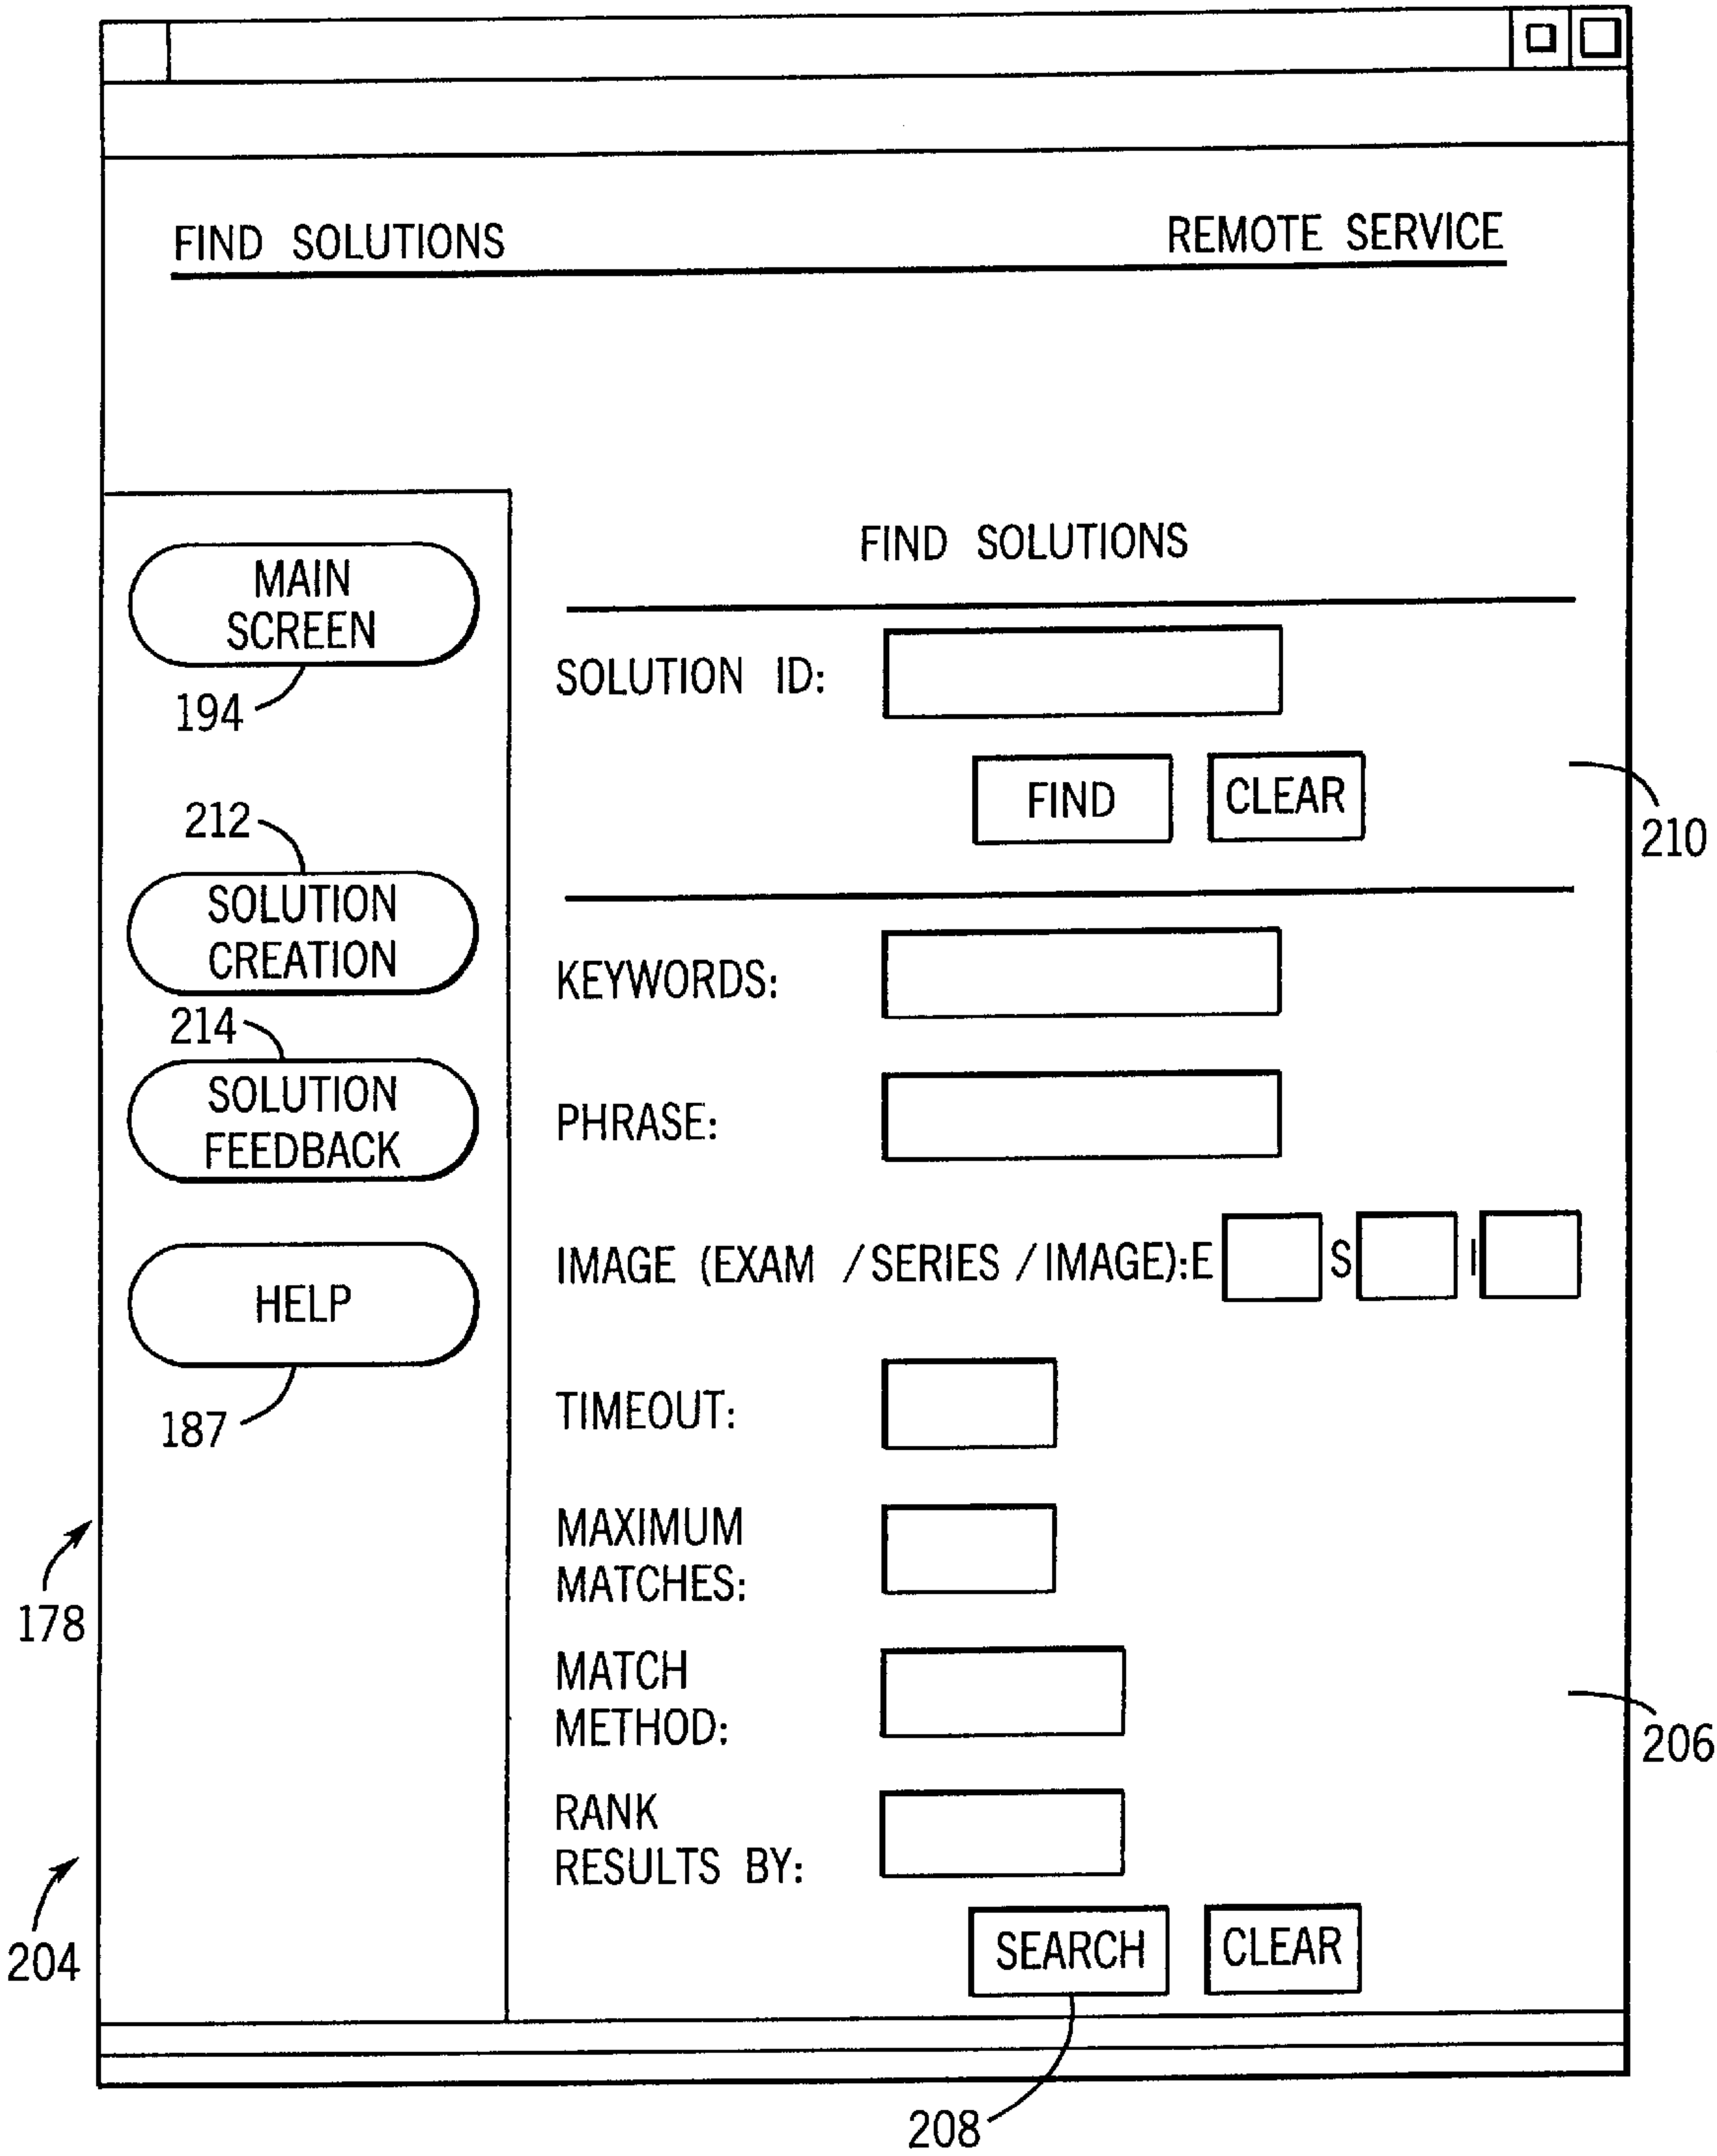 FIND SOLUTIONS
REMOTE SERVICE
MAIN
SCREEN
194
212
SOLUTION
CREATION
214
SOLUTION
FEEDBACK
HELP
187
178
204
FIND SOLUTIONS
SOLUTION ID:
FIND
CLEAR
210
KEYWORDS:
PHRASE:
IMAGE (EXAM /SERIES /IMAGE):E S I
TIMEOUT:
MAXIMUM
MATCHES:
MATCH
METHOD:
206
RANK
RESULTS BY:
SEARCH
CLEAR
208